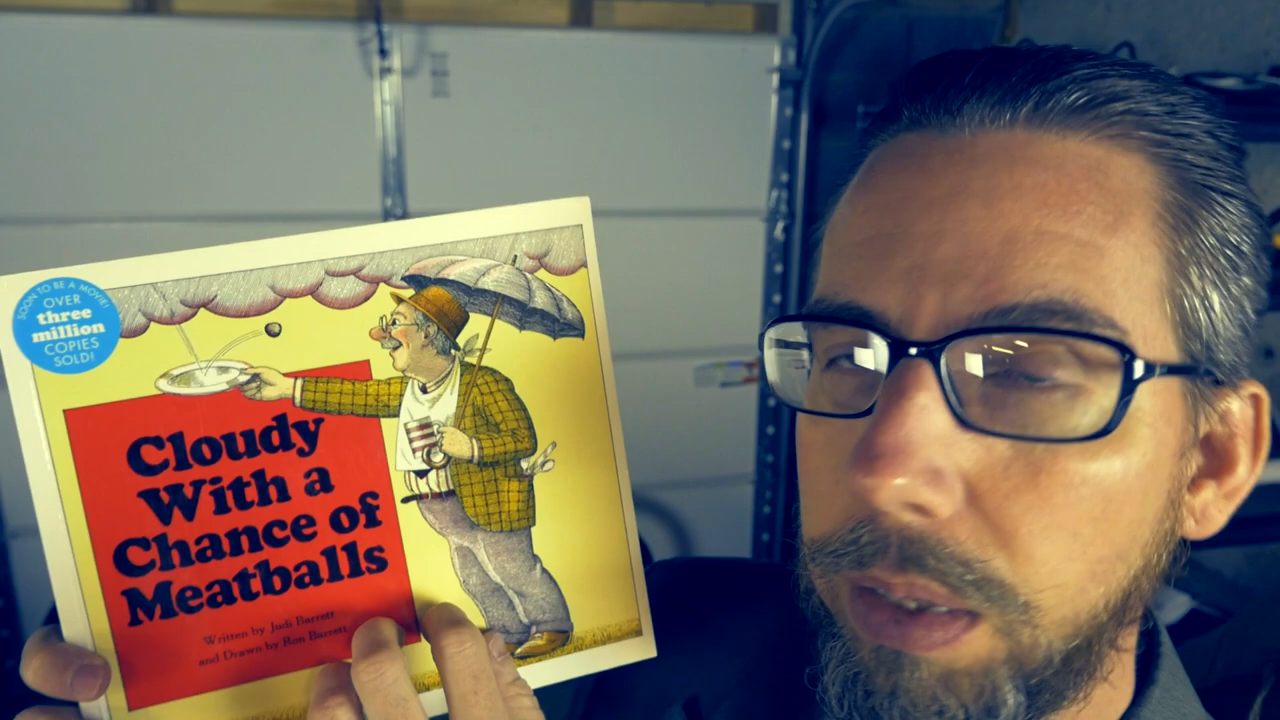 SOON TO BE A MOVIE!
OVER
three
million
COPIES
SOLD!
Cloudy
With a
Chance of
Meatballs
Written by Judi Barrett
and Drawn by Ron Barrett